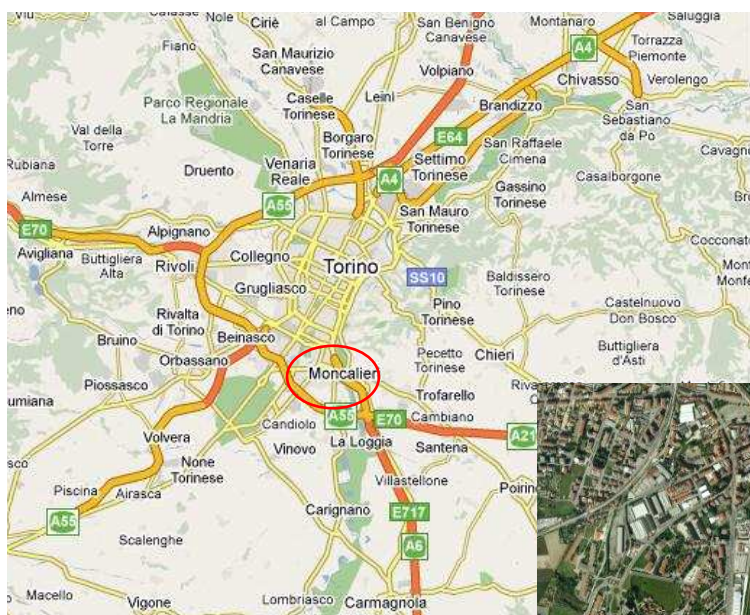 San Benigno
Canavese
Montanaro
Saluggia
Cirié
al Campo
Fiano
San Maurizio
Canavese
Volpiano
A4
Torrazza
Piemonte
Chivasso
Verolengo
Parco Regionale
La Mandria
Caselle
Torinese
Leini
Brandizzo
San
Sebastiano
da Po
Val della
Torre
Borgaro
Torinese
E64
San Raffaele
Cimena
Rubiana
Druento
Venaria
Reale
A4
Settimo
Torinese
Casalborgone
Almese
A55
San Mauro
Torinese
Gassino
Torinese
E70
Alpignano
Avigliana
Buttigliera
Alta
Rivoli
Collegno
Torino
SS10
Baldissero
Torinese
Cocconato
Grugliasco
Pino
Torinese
Castelnuovo
Don Bosco
Rivalta
di Torino
Beinasco
Bruino
Orbassano
Pecetto
Torinese
Chieri
Buttigliera
d'Asti
Piossasco
Moncalier
Trofarello
A55
E70
Cambiano
A21
Candiolo
Volvera
Vinovo
La Loggia
Santena
None
Torinese
Villastellone
Piscina
Airasca
Poirino
A55
Carignano
E717
Scalenghe
A6
Macello
Vigone
Lombriasco
Carmagnola